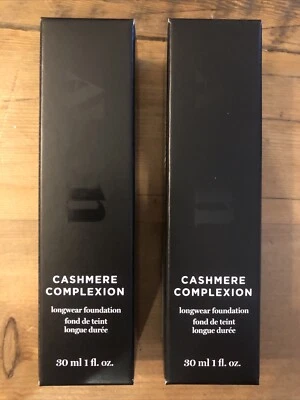 CASHMERE
COMPLEXION
longwear foundation
fond de teint
longue durée
30 ml 1 fl. oz.
CASHMERE
COMPLEXION
longwear foundation
fond de teint
longue durée
30 ml 1 fl. oz.